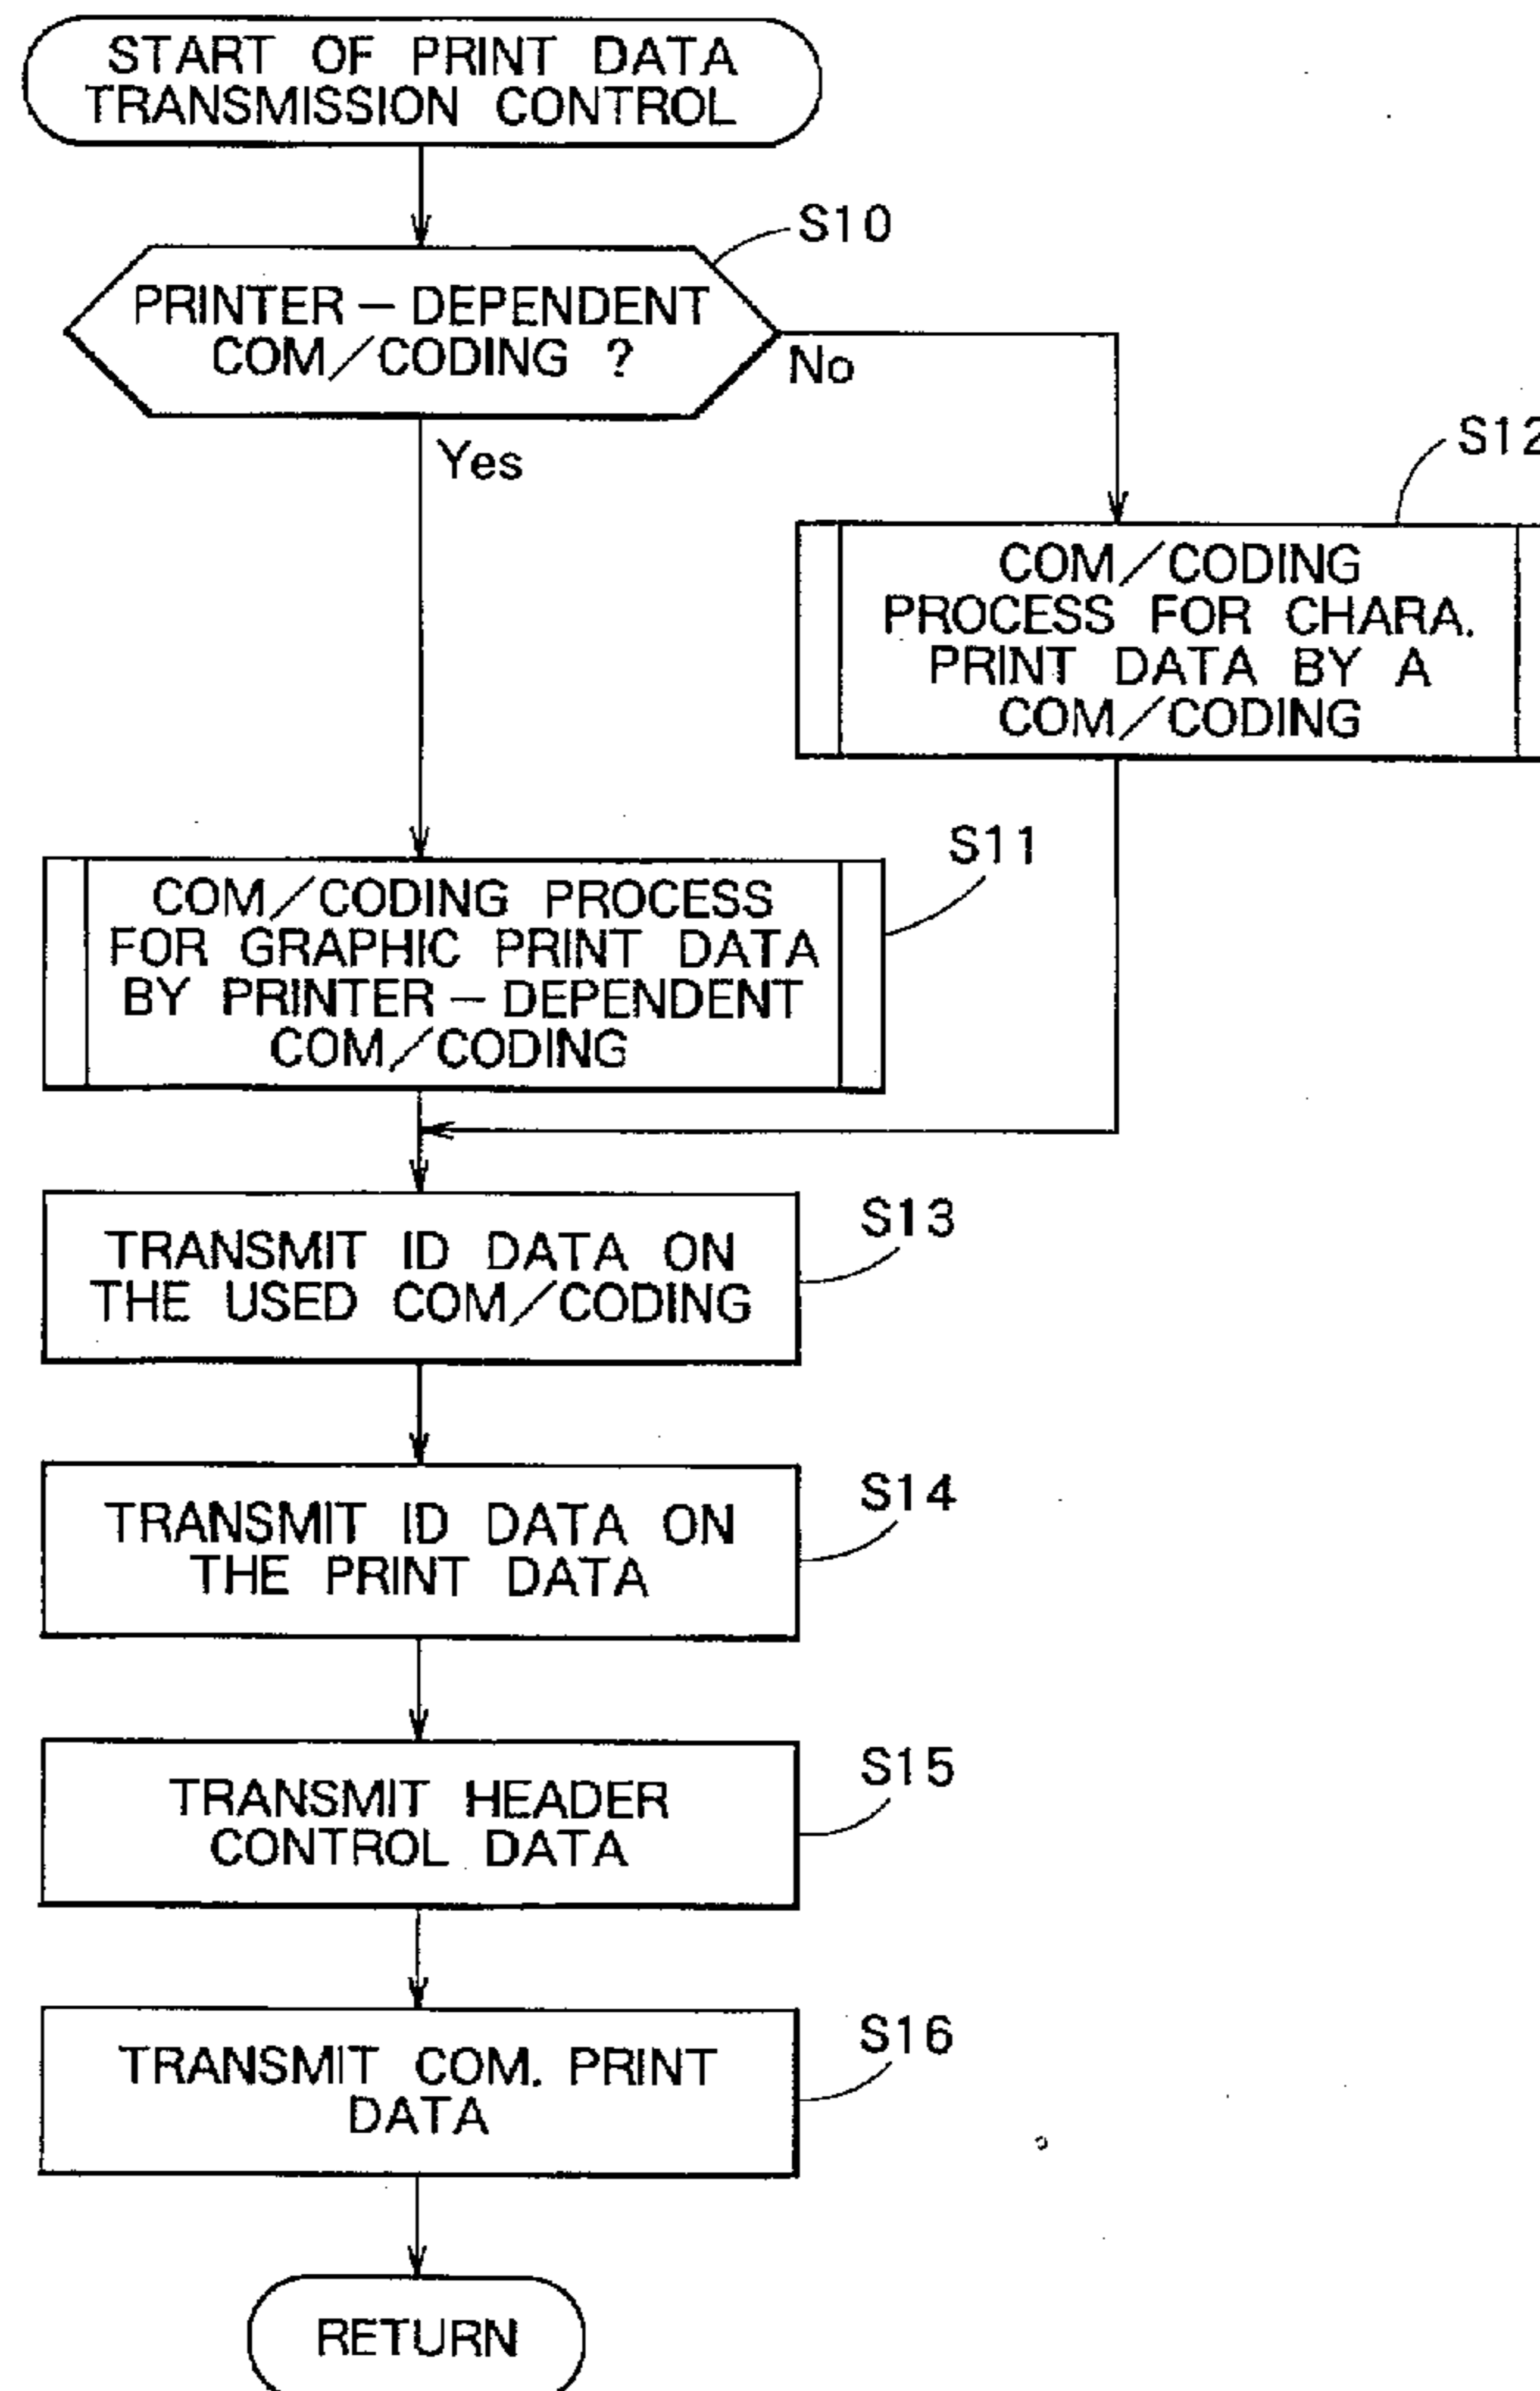 START OF PRINT DATA
TRANSMISSION CONTROL
S10
PRINTER – DEPENDENT
COM/CODING ?
No
Yes
S12
COM/CODING
PROCESS FOR CHARA.
PRINT DATA BY A
COM/CODING
S11
COM/CODING PROCESS
FOR GRAPHIC PRINT DATA
BY PRINTER – DEPENDENT
COM/CODING
S13
TRANSMIT ID DATA ON
THE USED COM/CODING
S14
TRANSMIT ID DATA ON
THE PRINT DATA
S15
TRANSMIT HEADER
CONTROL DATA
S16
TRANSMIT COM. PRINT
DATA
RETURN